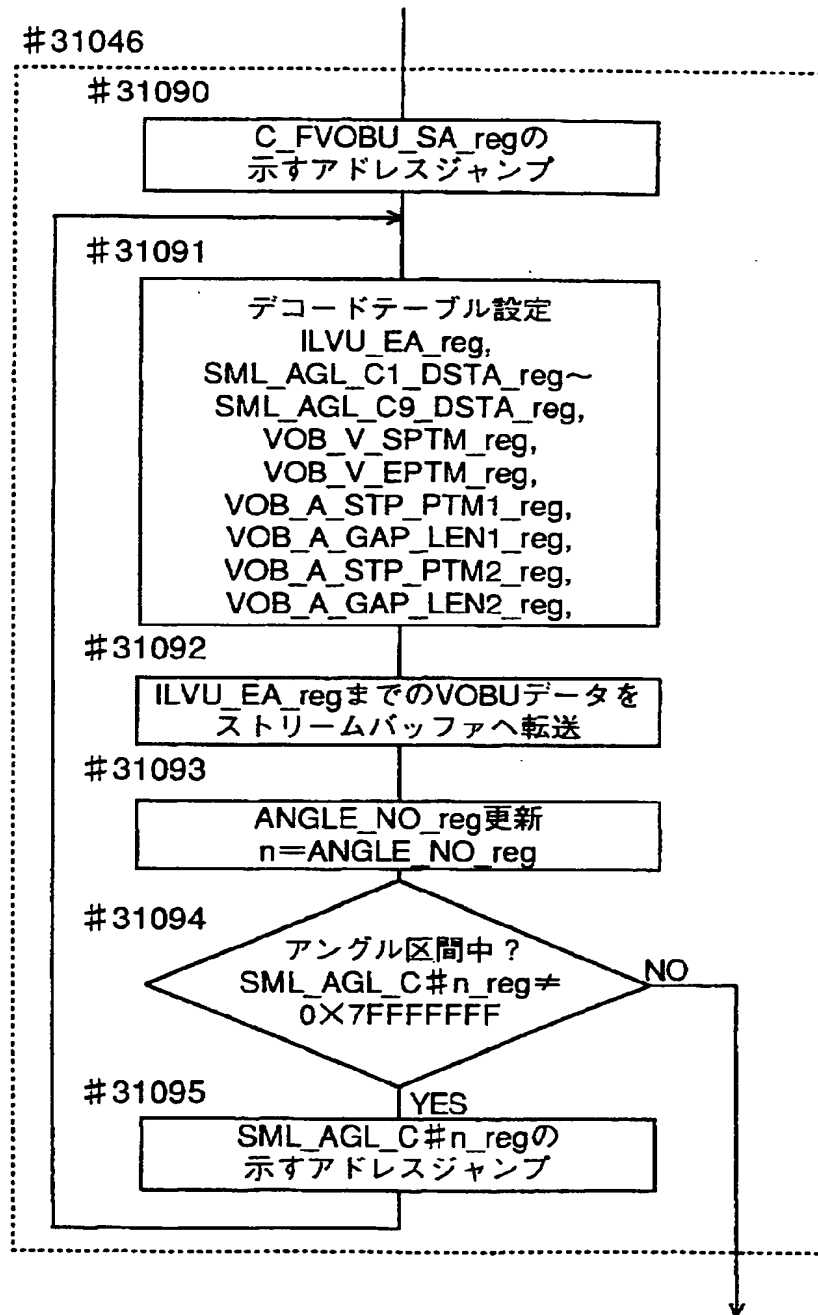 #31046
#31090
C_FVOBU_SA_regの
示すアドレスジャンプ
#31091
デコードテーブル設定
ILVU_EA_reg,
SML_AGL_C1_DSTA_reg～
SML_AGL_C9_DSTA_reg,
VOB_V_SPTM_reg,
VOB_V_EPTM_reg,
VOB_A_STP_PTM1_reg,
VOB_A_GAP_LEN1_reg,
VOB_A_STP_PTM2_reg,
VOB_A_GAP_LEN2_reg,
#31092
ILVU_EA_regまでのVOBUデータを
ストリームバッファへ転送
#31093
ANGLE_NO_reg更新
n＝ANGLE_NO_reg
#31094
アングル区間中？
SML_AGL_C#n_reg≠
0×7FFFFFFF
NO
#31095
YES
SML_AGL_C#n_regの
示すアドレスジャンプ